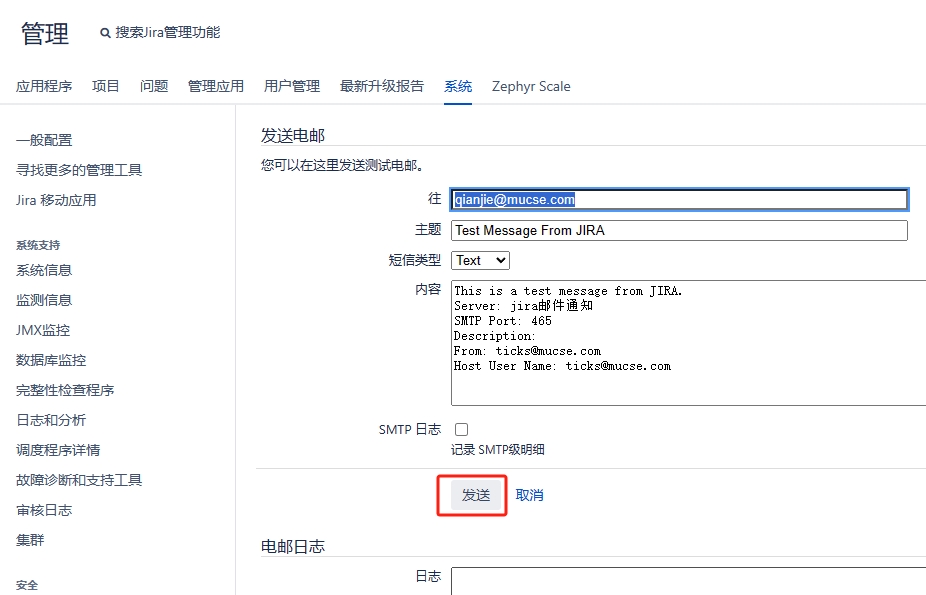 管理
搜索Jira管理功能
应用程序 项目 问题 管理应用 用户管理 最新升级报告 系统 Zephyr Scale
一般配置
寻找更多的管理工具
Jira 移动应用
系统支持
系统信息
监测信息
JMX监控
数据库监控
完整性检查程序
日志和分析
调度程序详情
故障诊断和支持工具
审核日志
集群
安全
发送电邮
您可以在这里发送测试电邮。
往 qianjie@mucse.com
主题 Test Message From JIRA
短信类型 Text
内容 This is a test message from JIRA.
Server: jira邮件通知
SMTP Port: 465
Description:
From: ticks@mucse.com
Host User Name: ticks@mucse.com
SMTP 日志
记录 SMTP级明细
发送 取消
电邮日志
日志